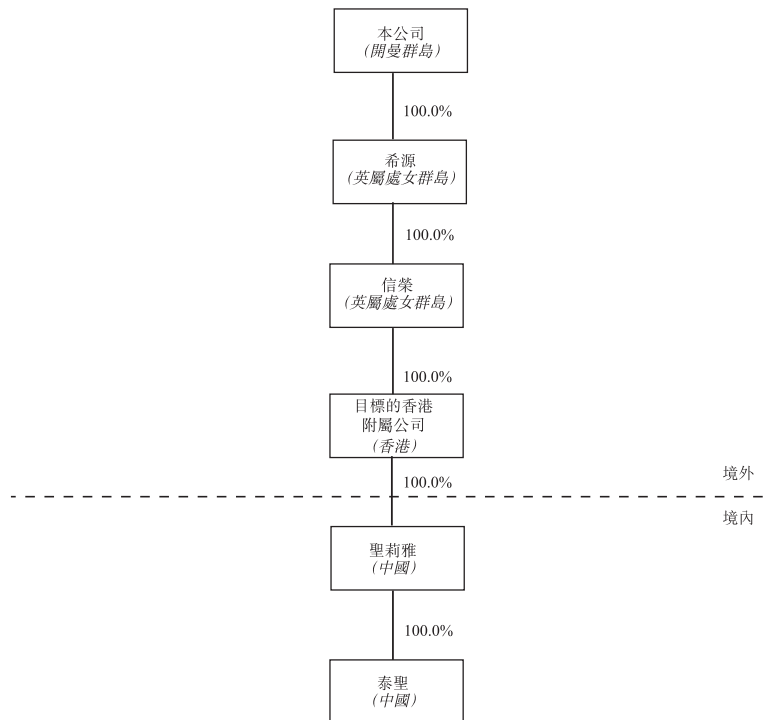 本公司
（開曼群島）
100.0%
希源
（英屬處女群島）
100.0%
信榮
（英屬處女群島）
100.0%
目標的香港
附屬公司
（香港）
100.0%
境外
境內
聖莉雅
（中國）
100.0%
泰聖
（中國）